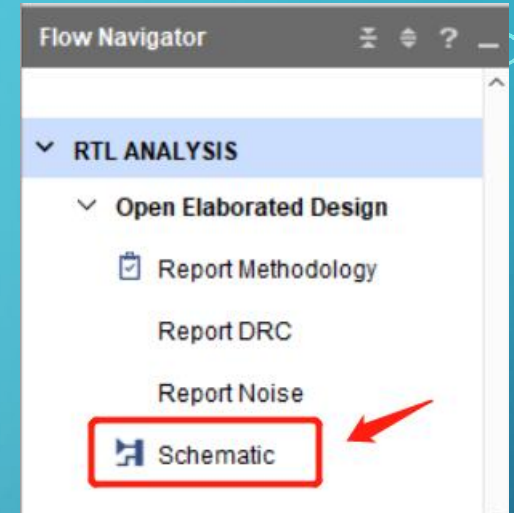 Flow Navigator ?
RTL ANALYSIS
Open Elaborated Design
Report Methodology
Report DRC
Report Noise
Schematic